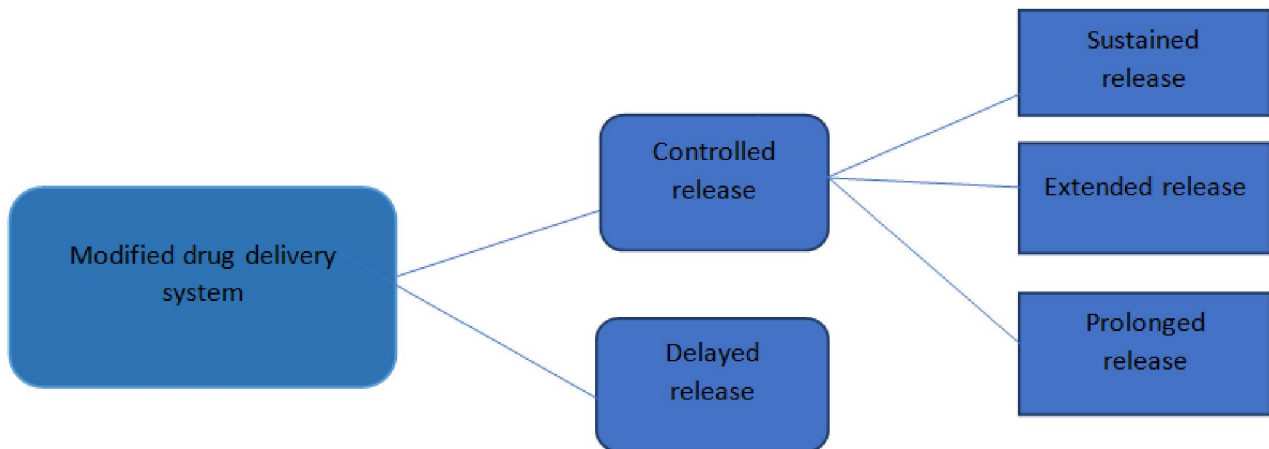 Modified drug delivery
system
Controlled
release
Delayed
release
Sustained
release
Extended release
Prolonged
release